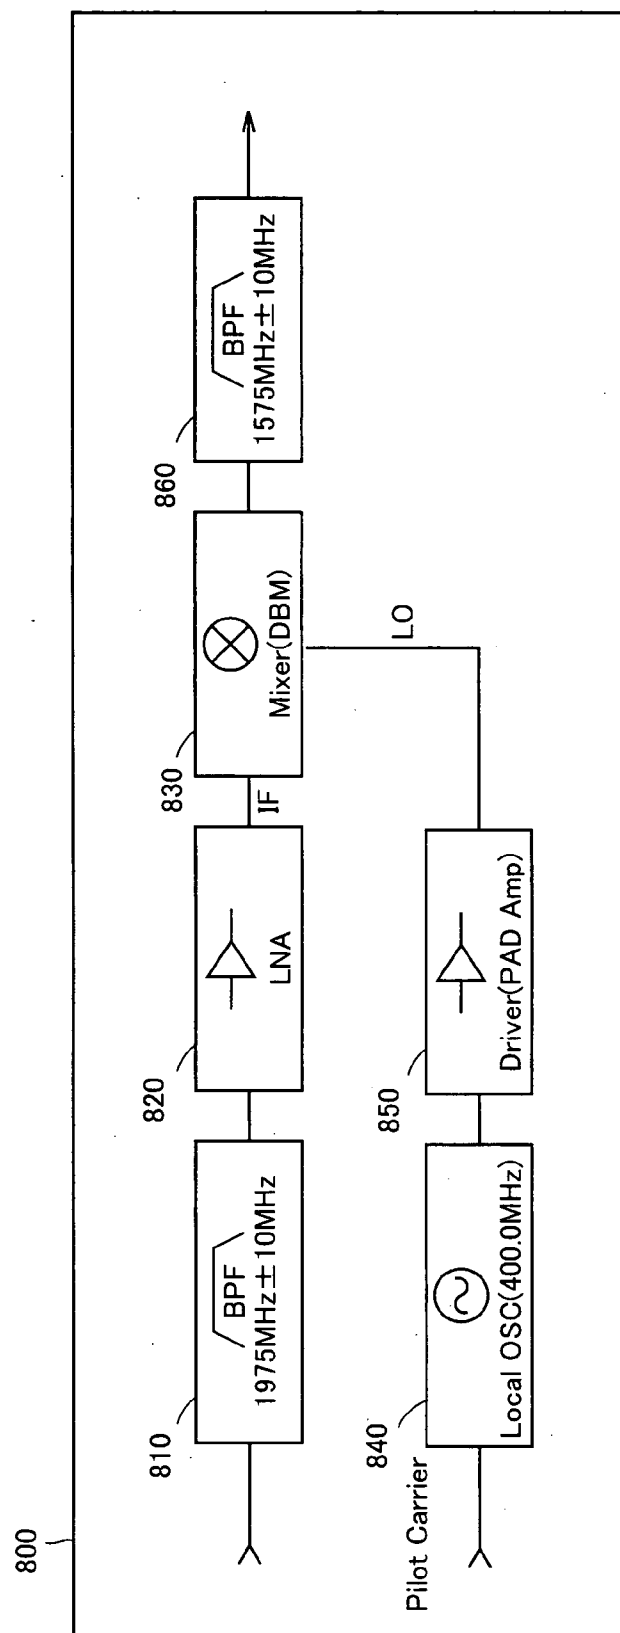 800
810
BPF
1975MHz±10MHz
820
LNA
IF
830
Mixer(DBM)
860
BPF
1575MHz±10MHz
LO
Pilot Carrier
840
Local OSC(400.0MHz)
850
Driver(PAD Amp)